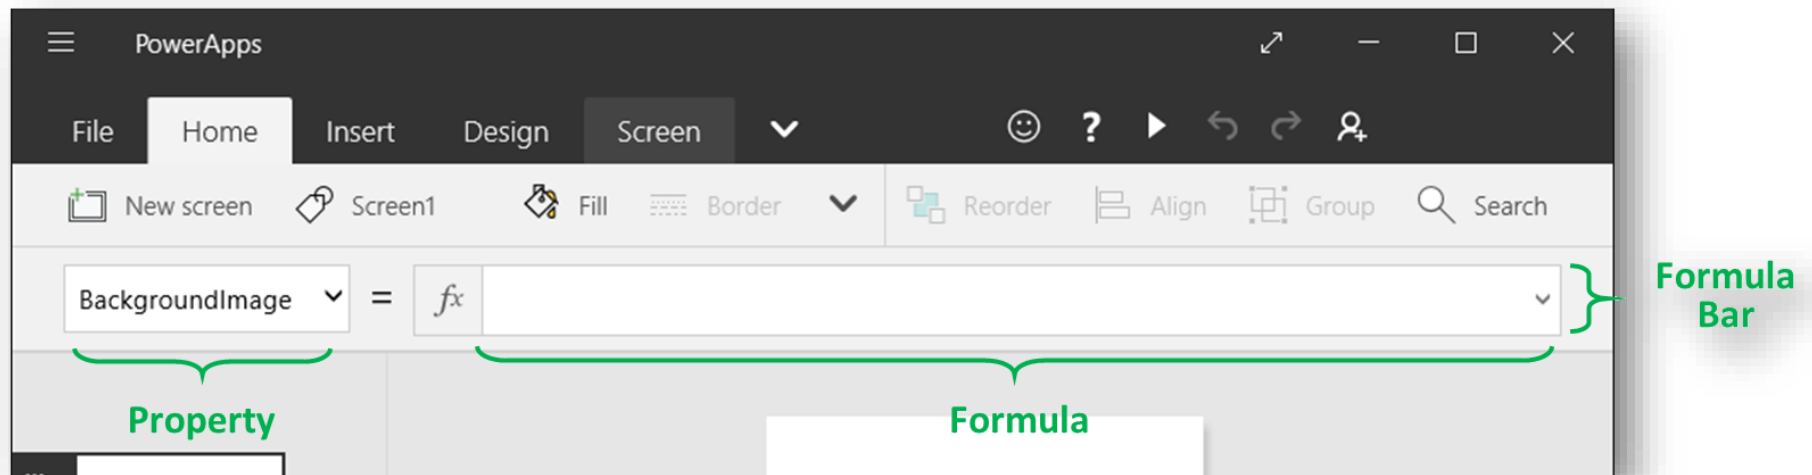 PowerApps
File Home Insert Design Screen ?
New screen Screen1 Fill Border Reorder Align Group Search
BackgroundImage = fx
Formula
Bar
Property Formula